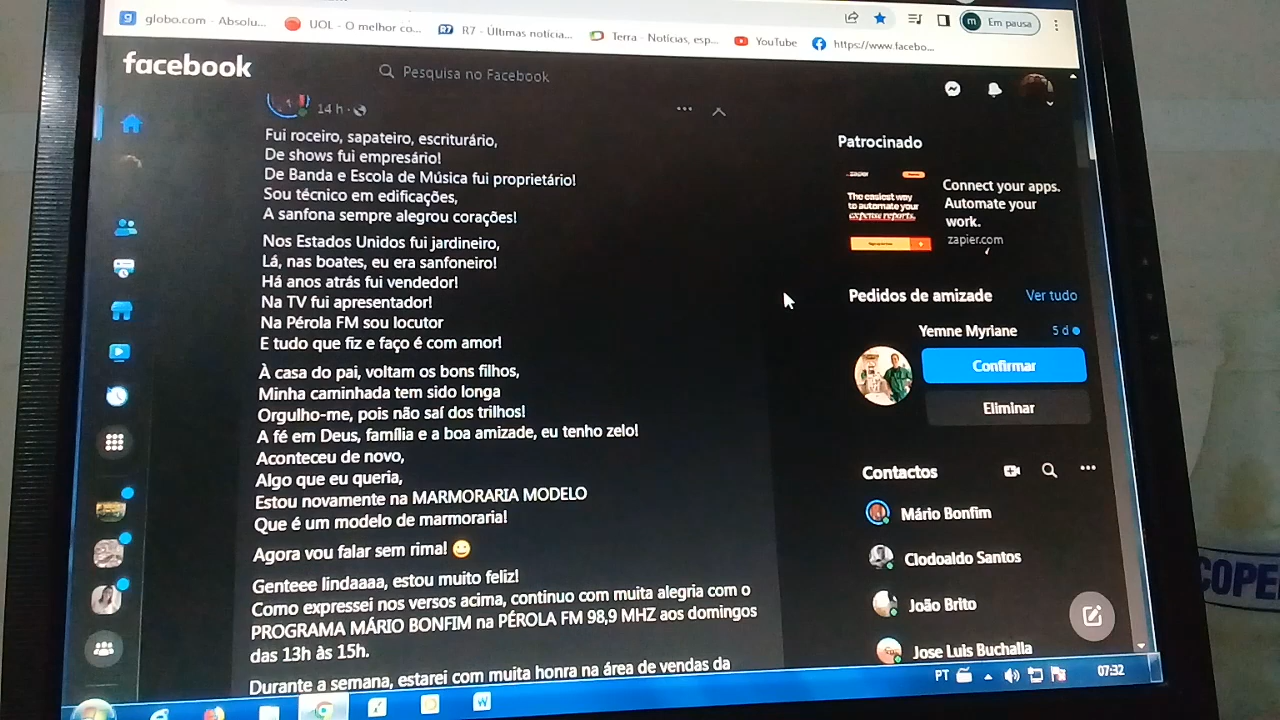 globo.com - Absolu...
UOL - O melhor co...
R7 - Últimas notícia...
Terra - Notícias, esp...
YouTube
https://www.facebo...
m Em pausa
facebook
Pesquisa no Facebook
14 h
Fui roceiro, sapateiro, escriturário,
De shows fui empresário!
De Banda e Escola de Música fui proprietário!
Sou técnico em edificações,
A sanfona sempre alegrou corações!
Nos Estados Unidos fui jardineiro,
Lá, nas boates, eu era sanfoneiro!
Há anos atrás fui vendedor!
Na TV fui apresentador!
Na Pérola FM sou locutor
E tudo que fiz e faço é com amor!
À casa do pai, voltam os bons filhos,
Minha caminhada tem sido longa
Orgulho-me, pois não saí dos trilhos!
A fé em Deus, família e a boa amizade, eu tenho zelo!
Aconteceu de novo,
Algo que eu queria,
Estou novamente na MARMORARIA MODELO
Que é um modelo de marmoraria!
Agora vou falar sem rima! 😀
Genteee lindaaaa, estou muito feliz!
Como expressei nos versos acima, continuo com muita alegria com o
PROGRAMA MÁRIO BONFIM na PÉROLA FM 98,9 MHZ aos domingos
das 13h às 15h.
Durante a semana, estarei com muita honra na área de vendas da
Patrocinado
The easiest way
to automate your
expense reports.
Connect your apps.
Automate your
work.
zapier.com
Pedidos de amizade
Ver tudo
Yemne Myriane
5 d
Confirmar
Eliminar
Contactos
Mário Bonfim
Clodoaldo Santos
João Brito
Jose Luis Buchalla
PT
07:32